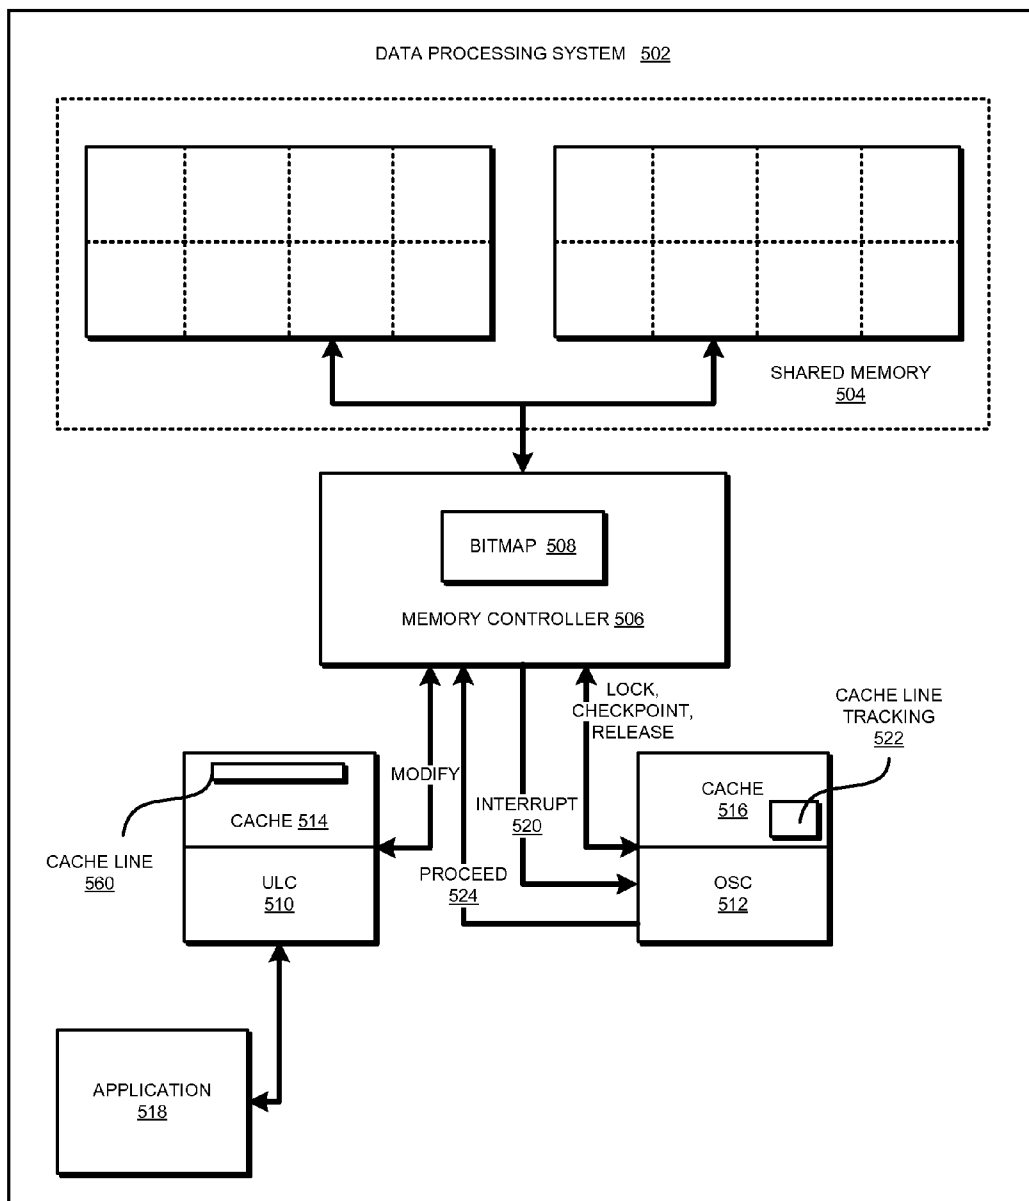 DATA PROCESSING SYSTEM 502
SHARED MEMORY
504
BITMAP 508
MEMORY CONTROLLER 506
LOCK,
CHECKPOINT,
RELEASE
CACHE LINE
TRACKING
522
MODIFY
CACHE
516
INTERRUPT
520
CACHE 514
CACHE LINE
560
PROCEED
524
ULC
510
OSC
512
APPLICATION
518